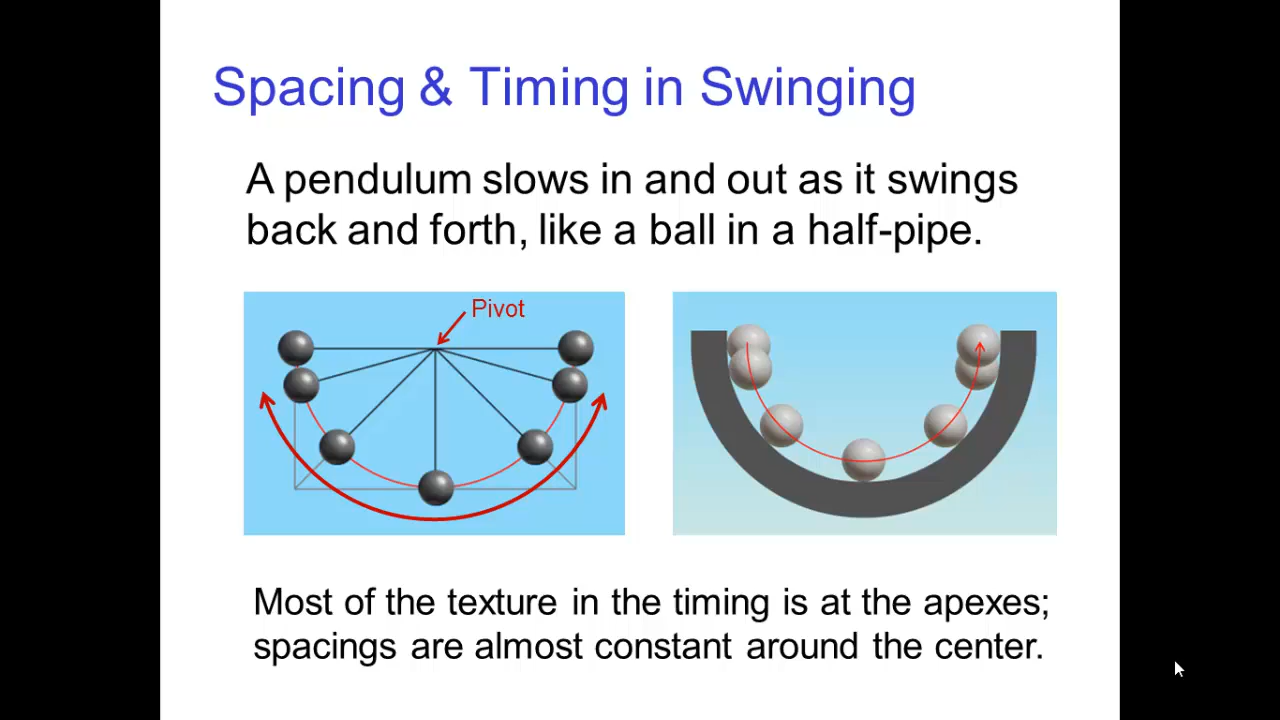 Spacing & Timing in Swinging
A pendulum slows in and out as it swings
back and forth, like a ball in a half-pipe.
Pivot
Most of the texture in the timing is at the apexes;
spacings are almost constant around the center.